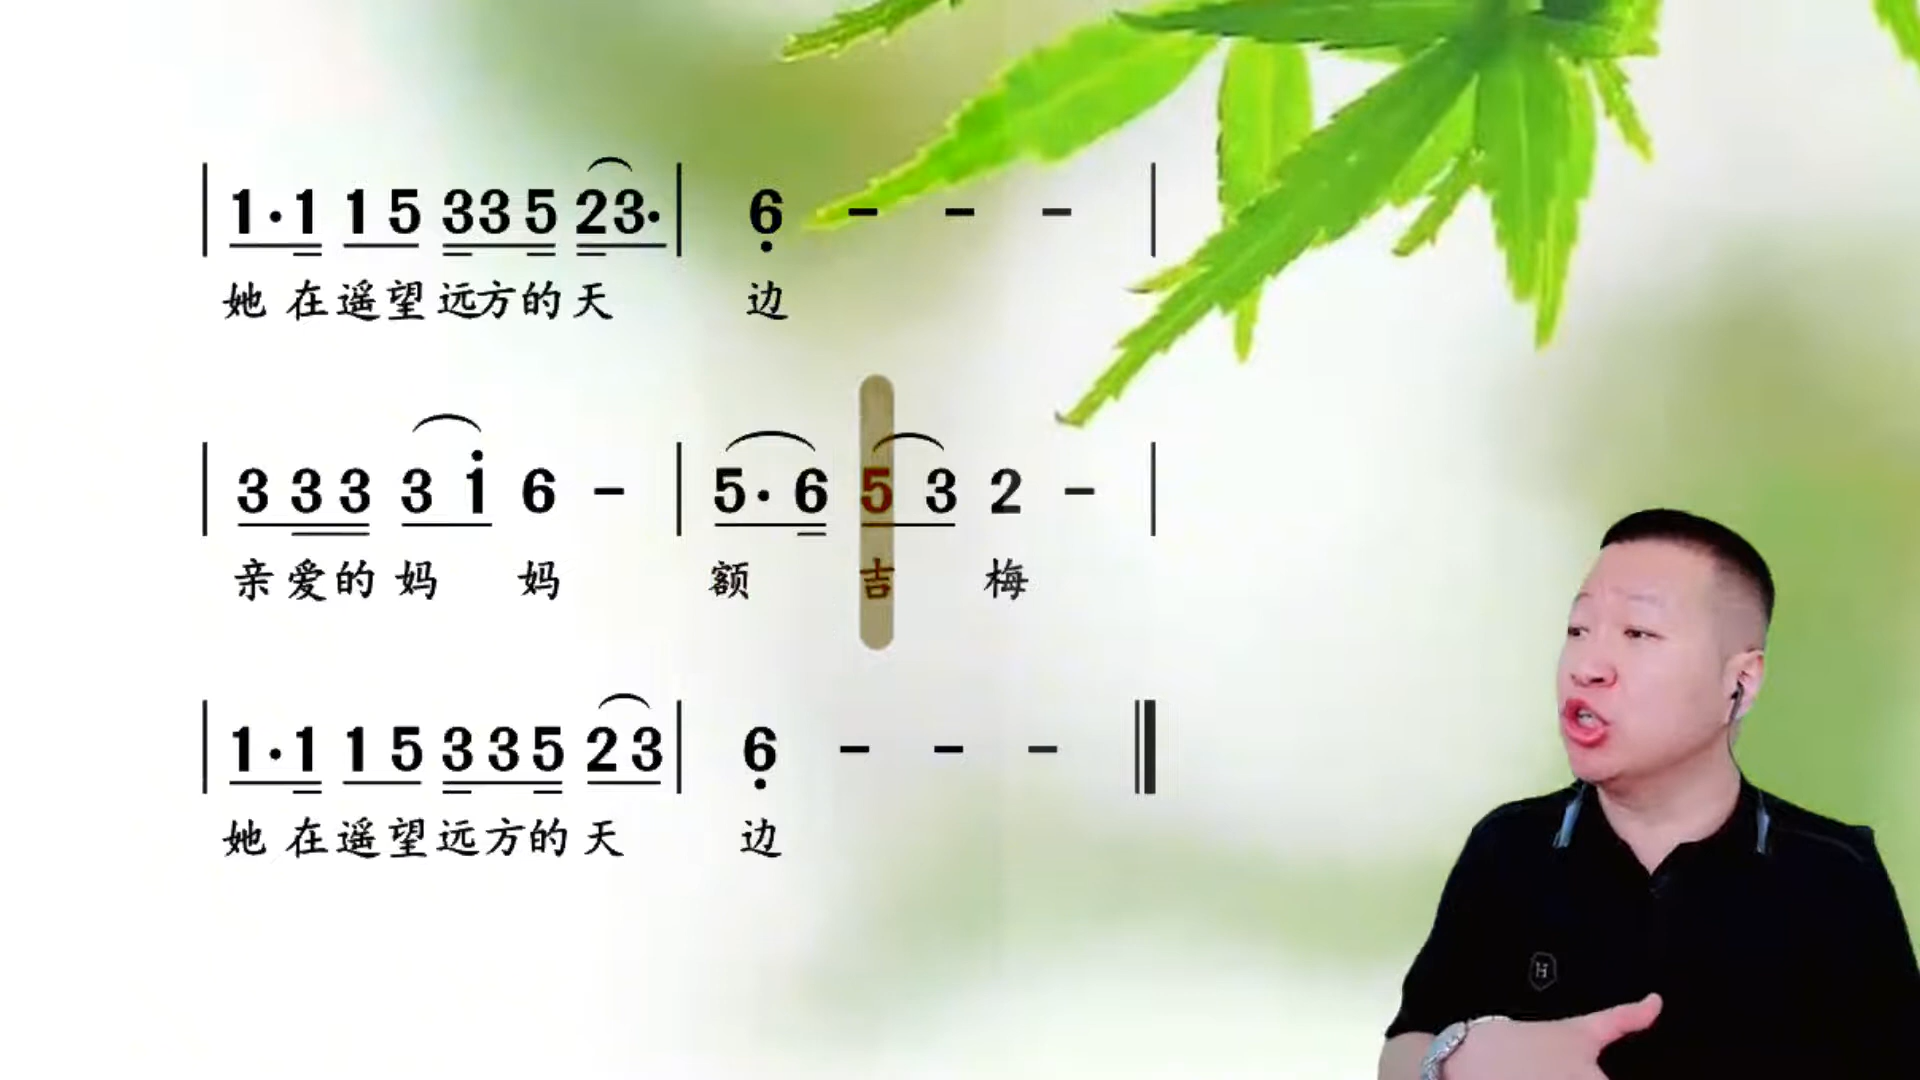 | 1·1 1 5 3 3 5 2 3· | 6̣ - - - |
她在遥望远方的天 边
| 3 3 3 3 1̇ 6 - | 5· 6 5 3 2 - |
亲爱的妈 妈 额 吉 梅
| 1·1 1 5 3 3 5 2 3 | 6̣ - - - ‖
她在遥望远方的天 边
H